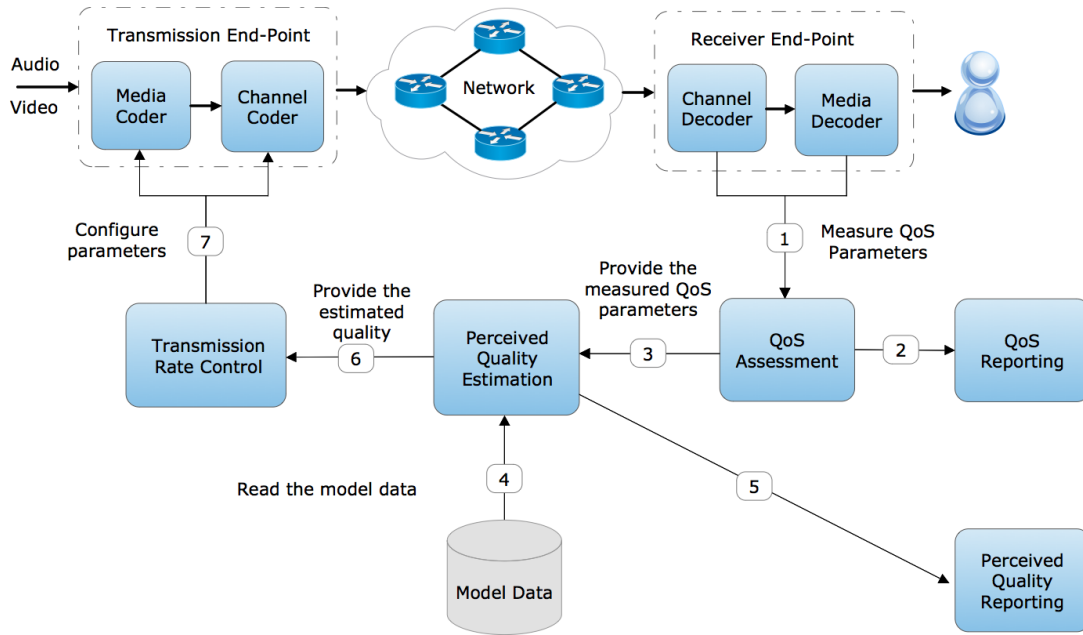 Transmission End-Point
Receiver End-Point
Audio
Video
Media
Coder
Channel
Coder
Network
Channel
Decoder
Media
Decoder
Configure
parameters
7
1
Measure QoS
Parameters
Provide the
measured QoS
parameters
Provide the
estimated
quality
Transmission
Rate Control
6
Perceived
Quality
Estimation
3
QoS
Assessment
2
QoS
Reporting
Read the model data
4
5
Model Data
Perceived
Quality
Reporting